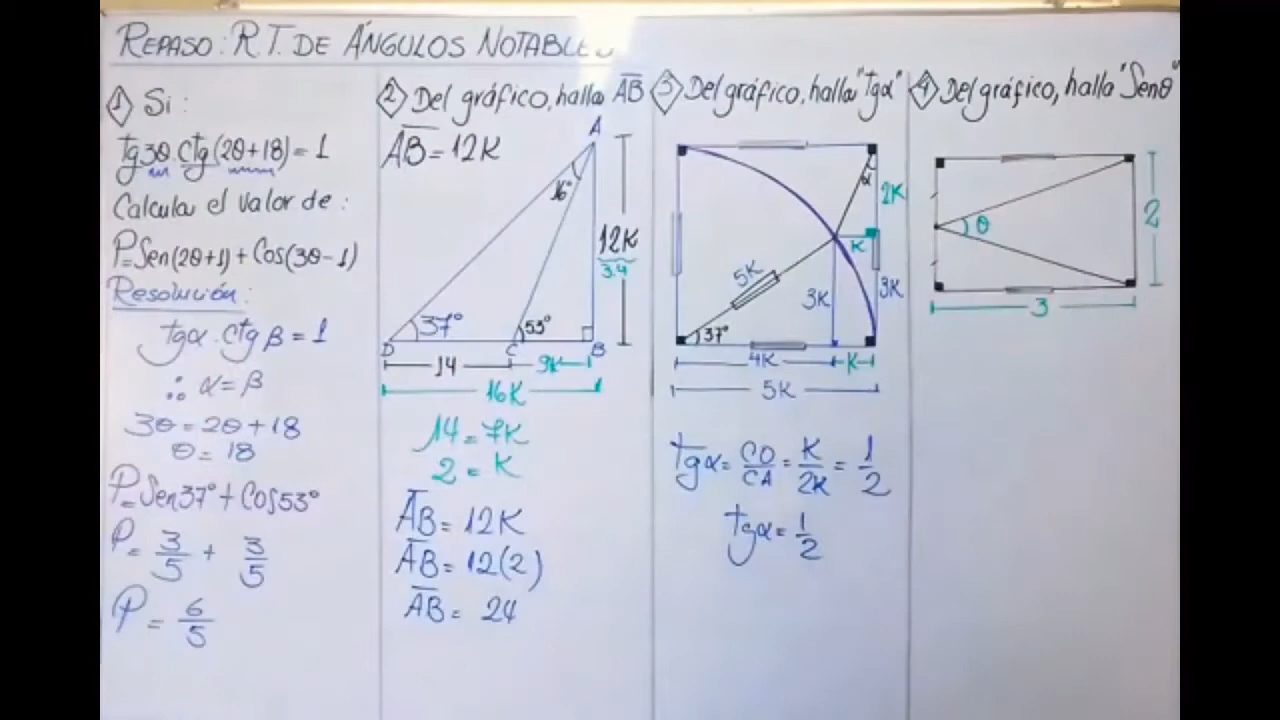 REPASO: R.T. DE ÁNGULOS NOTABLES
1 Si:
tg3θ.ctg(2θ+18)=1
Calcula el valor de:
P=Sen(2θ+1)+Cos(3θ-1)
Resolución:
tgα.ctgβ=1
∴ α=β
3θ=2θ+18
θ=18
P=Sen37°+Cos53°
P= 3/5 + 3/5
P= 6/5
2 Del gráfico, halla AB
AB=12K
A
16°
12K
3.4
37°
53°
D
C
B
14
9K
16K
14=7K
2=K
AB=12K
AB=12(2)
AB=24
3 Del gráfico, halla "tgα"
α
2K
K
5K
3K
3K
37°
4K
K
5K
tgα= CO/CA = K/2K = 1/2
tgα= 1/2
4 Del gráfico, halla "Senθ"
θ
2
3